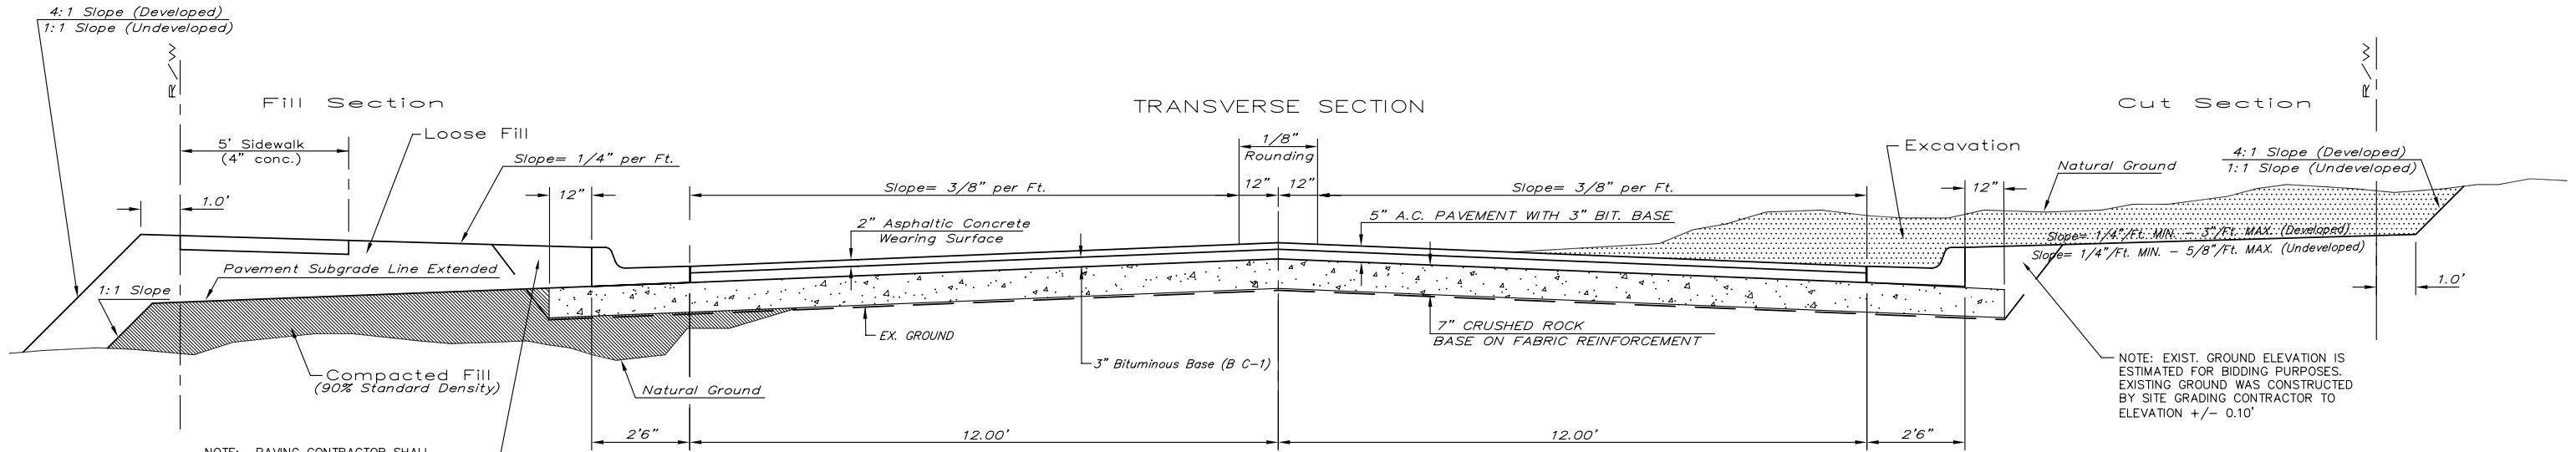 4:1 Slope (Developed)
1:1 Slope (Undeveloped)
R/W
Fill Section
Loose Fill
5' Sidewalk
(4" conc.)
Slope= 1/4" per Ft.
1.0'
12"
Slope= 3/8" per Ft.
2" Asphaltic Concrete
Wearing Surface
Pavement Subgrade Line Extended
1:1 Slope
Compacted Fill
(90% Standard Density)
Natural Ground
EX. GROUND
3" Bituminous Base (B C-1)
TRANSVERSE SECTION
1/8"
Rounding
12"
12"
Slope= 3/8" per Ft.
5" A.C. PAVEMENT WITH 3" BIT. BASE
7" CRUSHED ROCK
BASE ON FABRIC REINFORCEMENT
Cut Section
R/W
Excavation
Natural Ground
4:1 Slope (Developed)
1:1 Slope (Undeveloped)
12"
Slope= 1/4"/Ft. MIN. - 3"/Ft. MAX. (Developed)
Slope= 1/4"/Ft. MIN. - 5/8"/Ft. MAX. (Undeveloped)
1.0'
NOTE: EXIST. GROUND ELEVATION IS
ESTIMATED FOR BIDDING PURPOSES.
EXISTING GROUND WAS CONSTRUCTED
BY SITE GRADING CONTRACTOR TO
ELEVATION +/- 0.10'
2'6"
12.00'
12.00'
2'6"
NOTE: PAVING CONTRACTOR SHALL